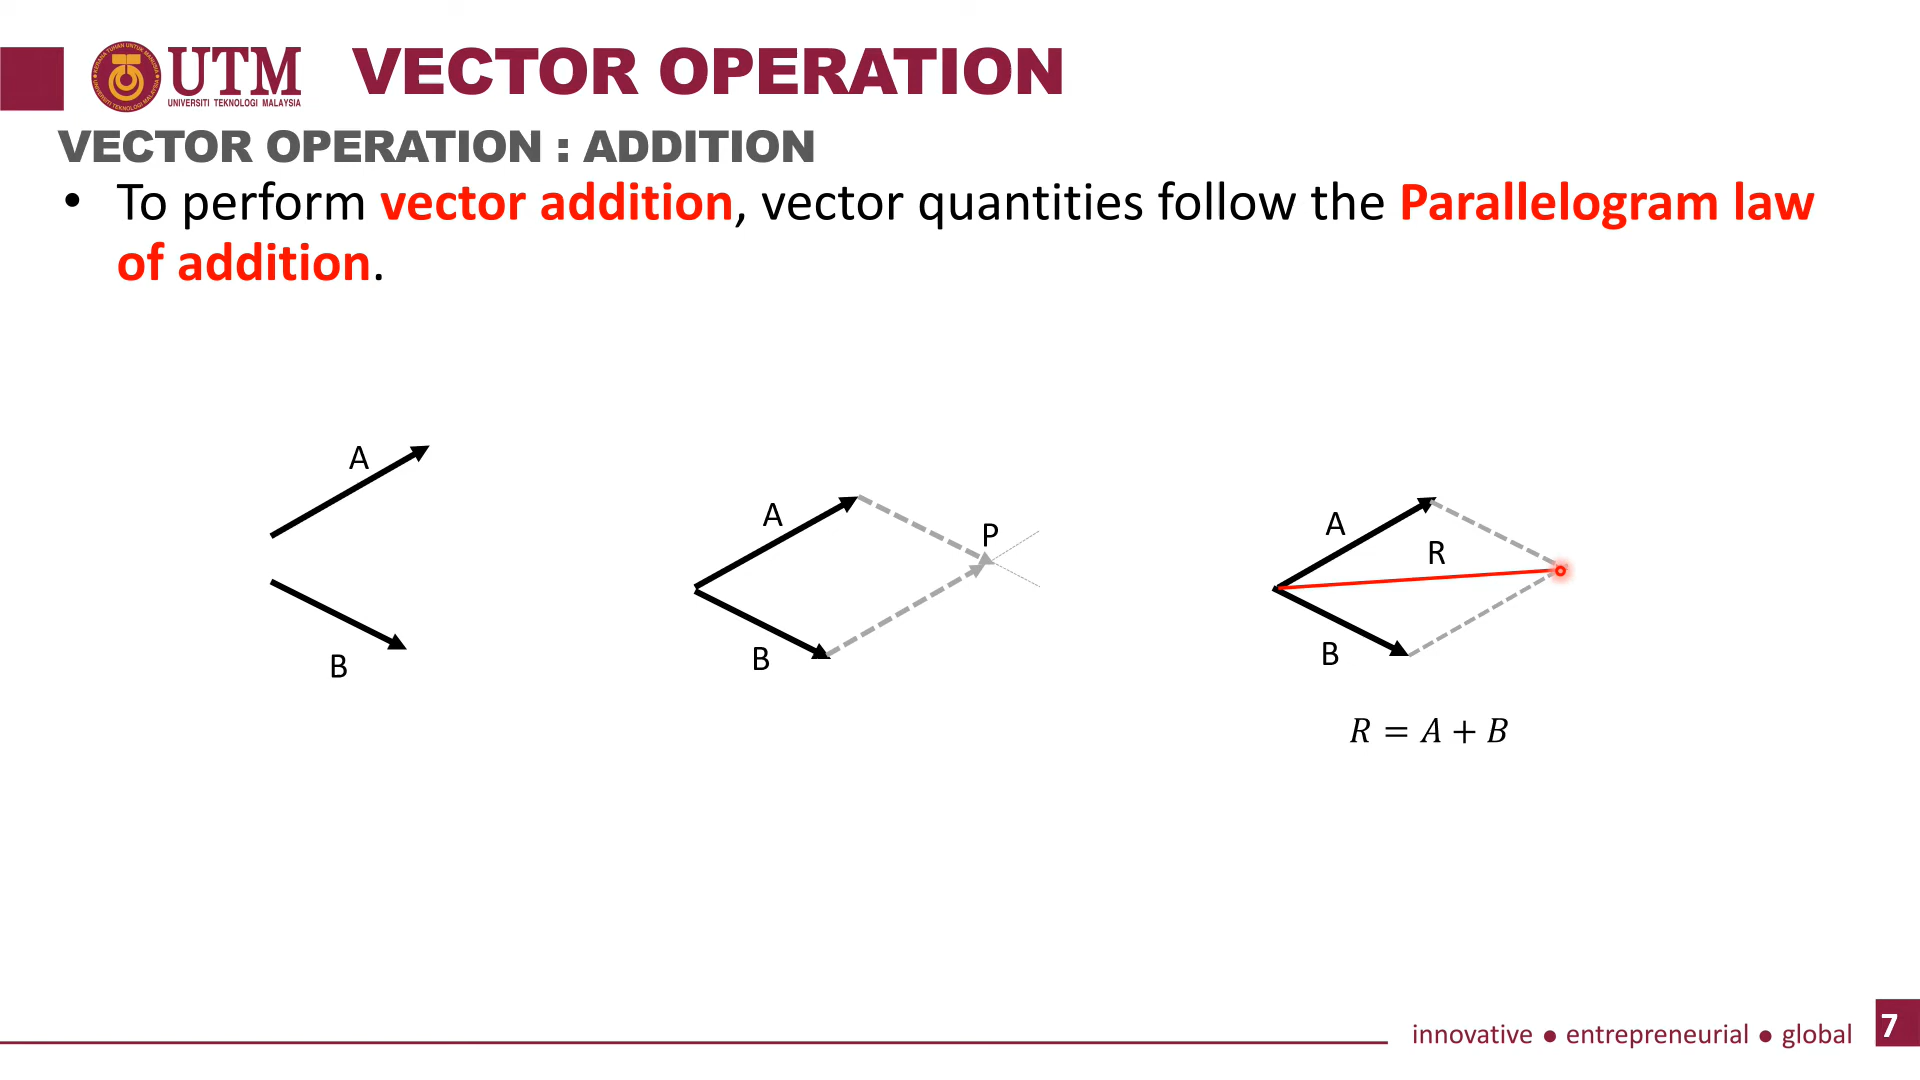 UTM
UNIVERSITI TEKNOLOGI MALAYSIA
VECTOR OPERATION
VECTOR OPERATION : ADDITION
• To perform vector addition, vector quantities follow the Parallelogram law
of addition.
A
B
A
P
B
A
R
B
R = A + B
innovative ● entrepreneurial ● global
7